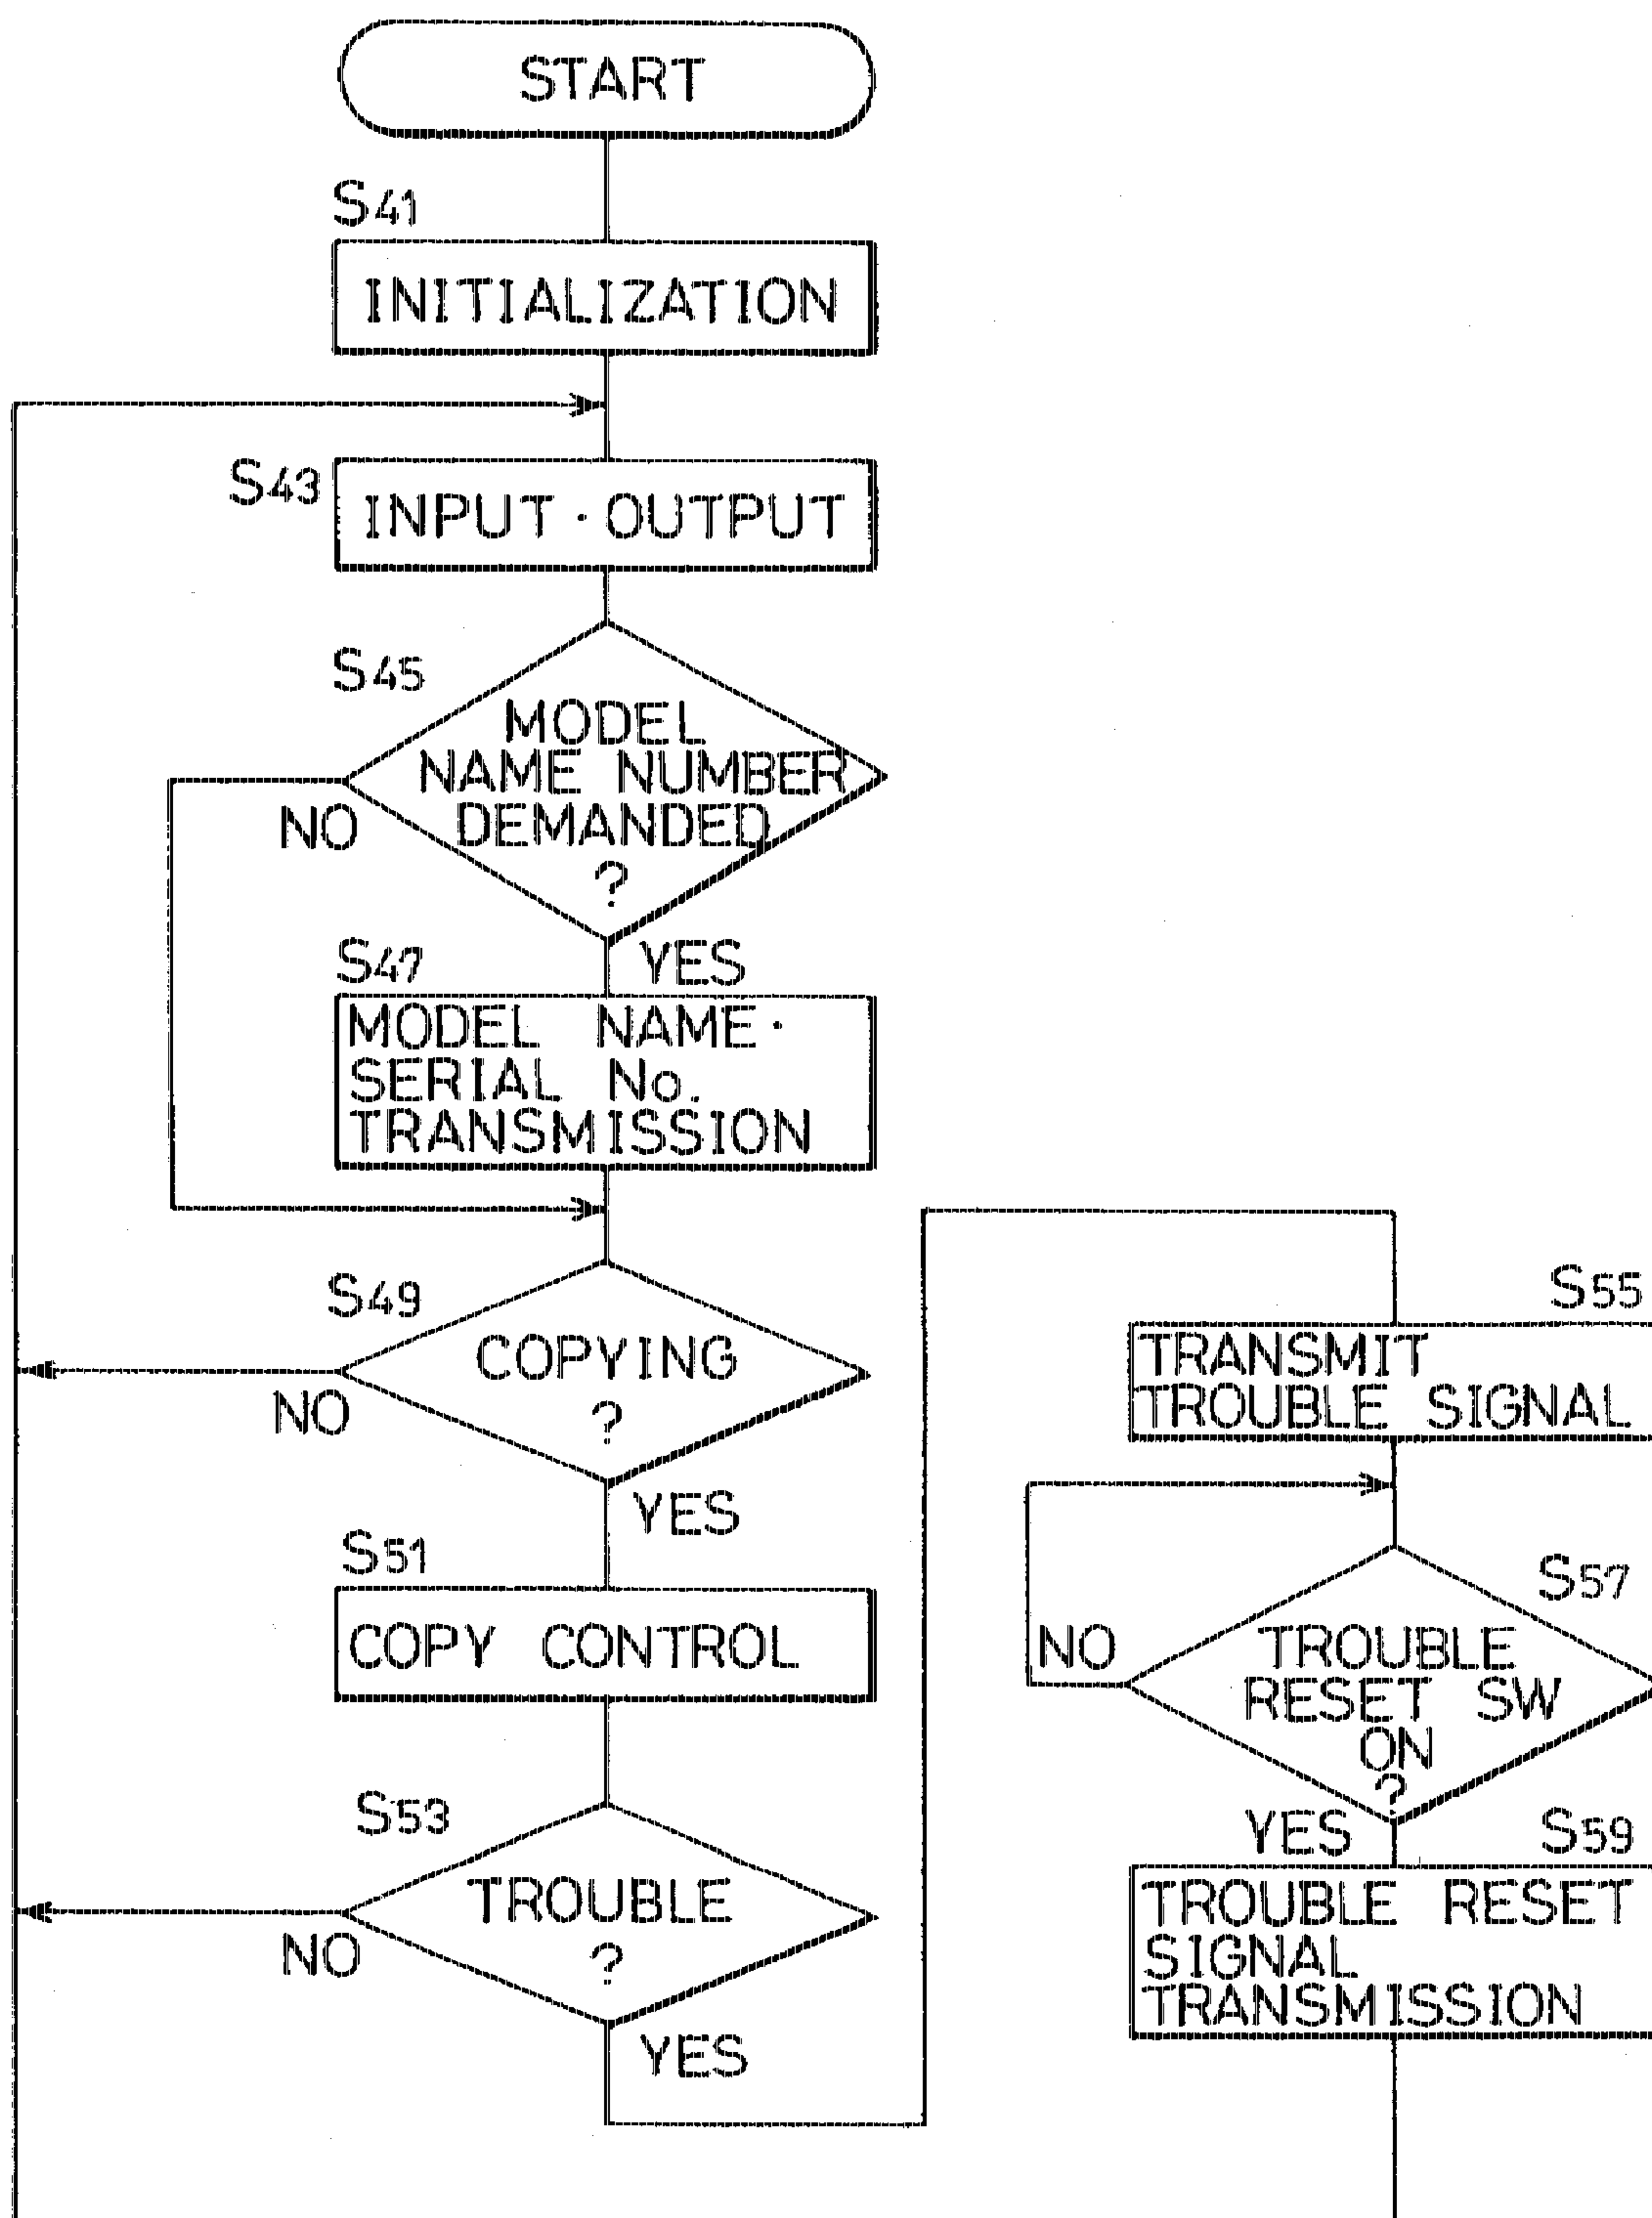 START
S41
INITIALIZATION
S43
INPUT · OUTPUT
S45
MODEL
NAME NUMBER
DEMANDED
?
NO
YES
S47
MODEL NAME ·
SERIAL No.
TRANSMISSION
S49
COPYING
?
NO
YES
S51
COPY CONTROL
S53
TROUBLE
?
NO
YES
S55
TRANSMIT
TROUBLE SIGNAL
S57
TROUBLE
RESET SW
ON
?
NO
YES
S59
TROUBLE RESET
SIGNAL
TRANSMISSION